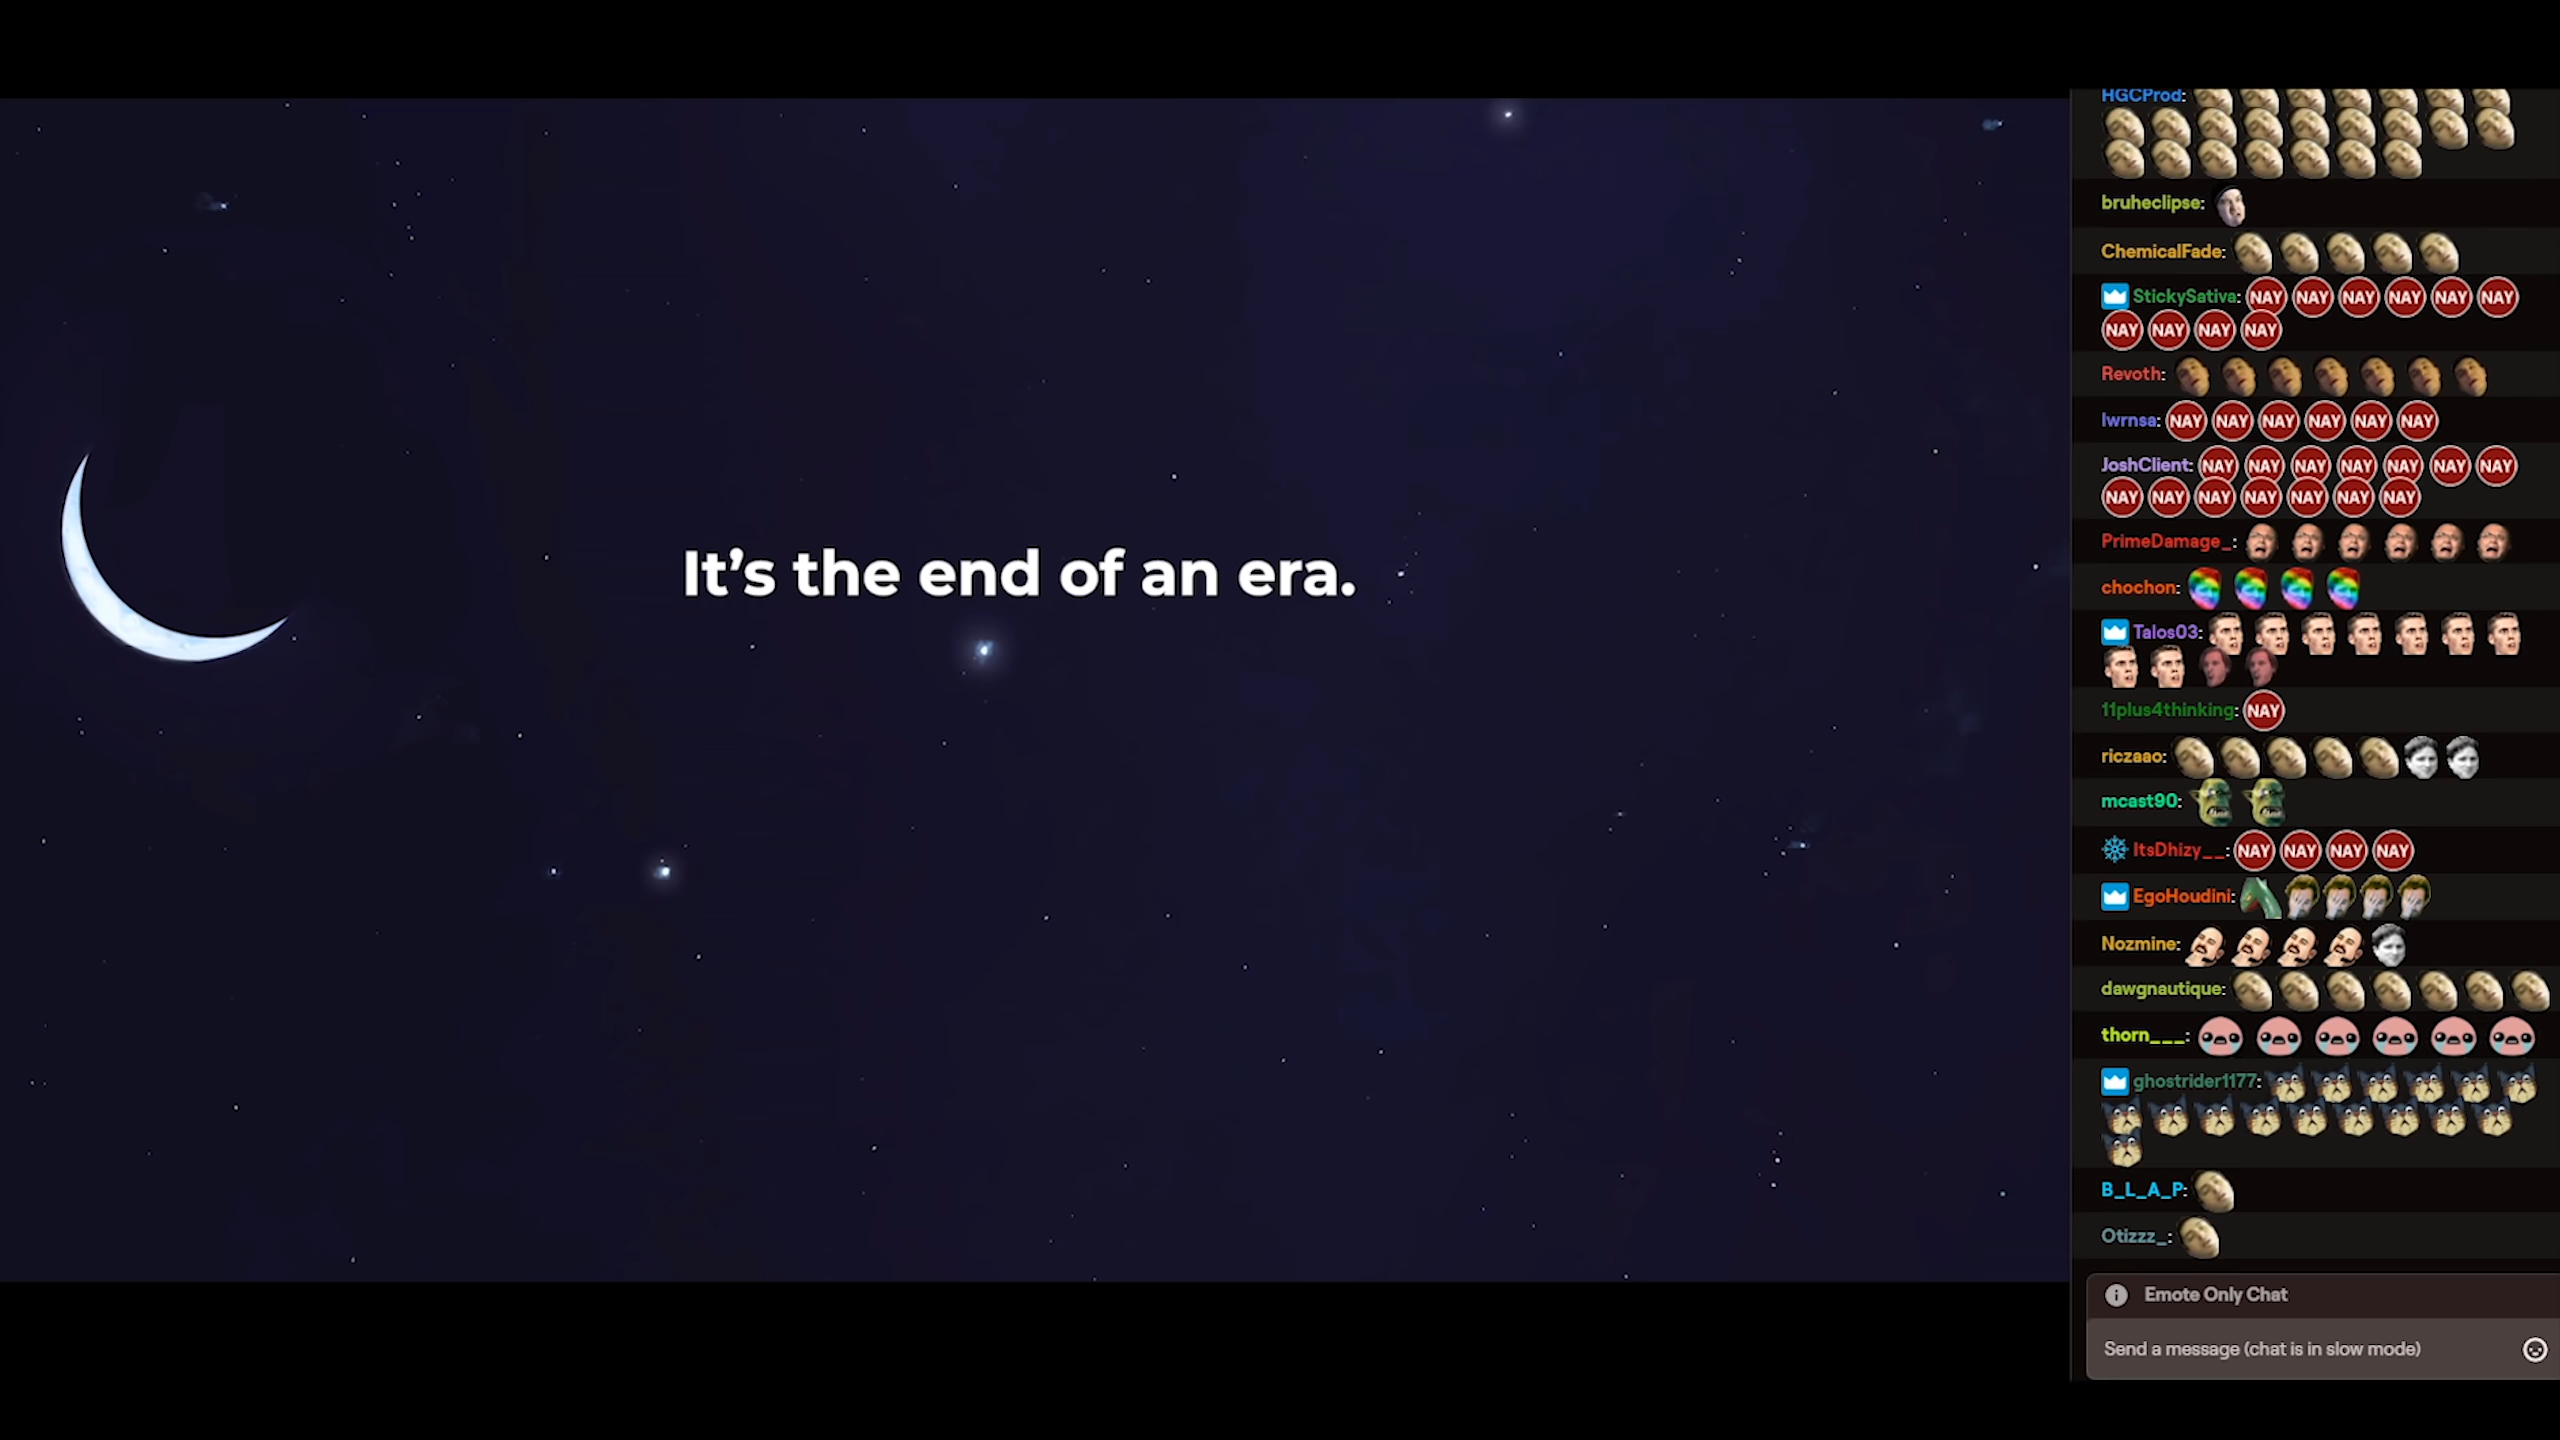 It’s the end of an era.
HGCProd:
bruheclipse:
ChemicalFade:
StickySativa: NAY NAY NAY NAY NAY NAY
NAY NAY NAY NAY
Revoth:
lwrnsa: NAY NAY NAY NAY NAY NAY
JoshClient: NAY NAY NAY NAY NAY NAY NAY
NAY NAY NAY NAY NAY NAY NAY
PrimeDamage_:
chochon:
Talos03:
11plus4thinking: NAY
riczaao:
mcast90:
ItsDhizy__: NAY NAY NAY NAY
EgoHoudini:
Nozmine:
dawgnautique:
thorn___:
ghostrider1177:
B_L_A_P:
Otizzz_:
Emote Only Chat
Send a message (chat is in slow mode)